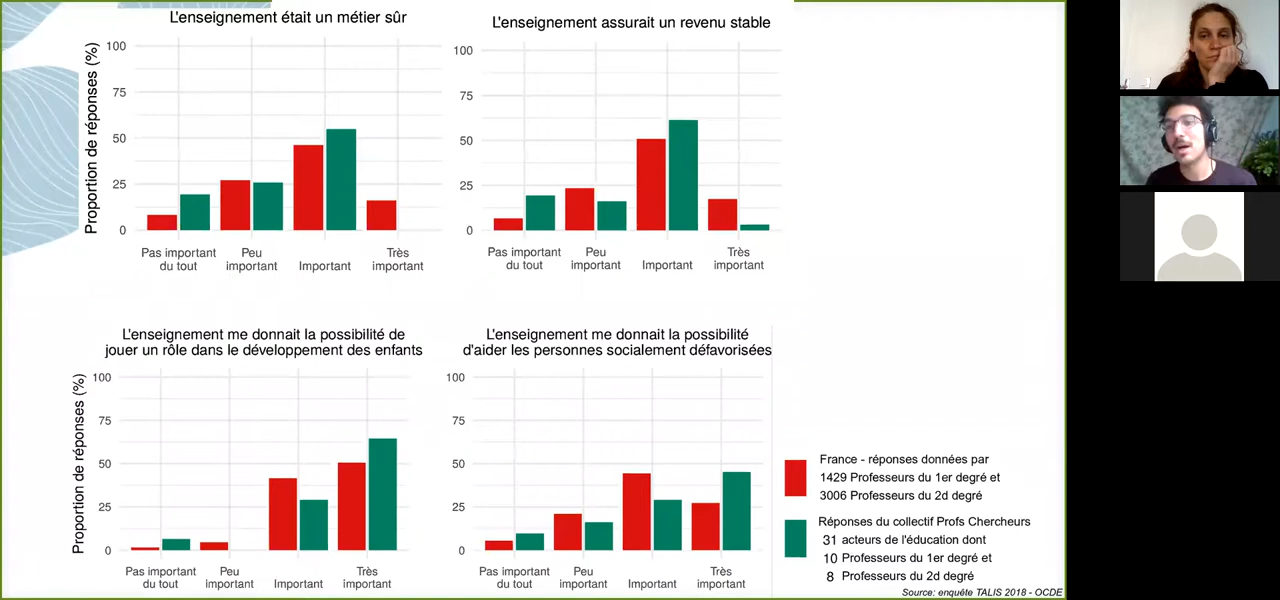 L'enseignement était un métier sûr
Proportion de réponses (%)
100
75
50
25
0
Pas important
du tout
Peu
important
Important
Très
important
L'enseignement assurait un revenu stable
100
75
50
25
0
Pas important
du tout
Peu
important
Important
Très
important
L'enseignement me donnait la possibilité de
jouer un rôle dans le développement des enfants
Proportion de réponses (%)
100
75
50
25
0
Pas important
du tout
Peu
important
Important
Très
important
L'enseignement me donnait la possibilité
d'aider les personnes socialement défavorisées
100
75
50
25
0
Pas important
du tout
Peu
important
Important
Très
important
France - réponses données par
1429 Professeurs du 1er degré et
3006 Professeurs du 2d degré
Réponses du collectif Profs Chercheurs
31 acteurs de l'éducation dont
10 Professeurs du 1er degré et
8 Professeurs du 2d degré
Source: enquête TALIS 2018 - OCDE